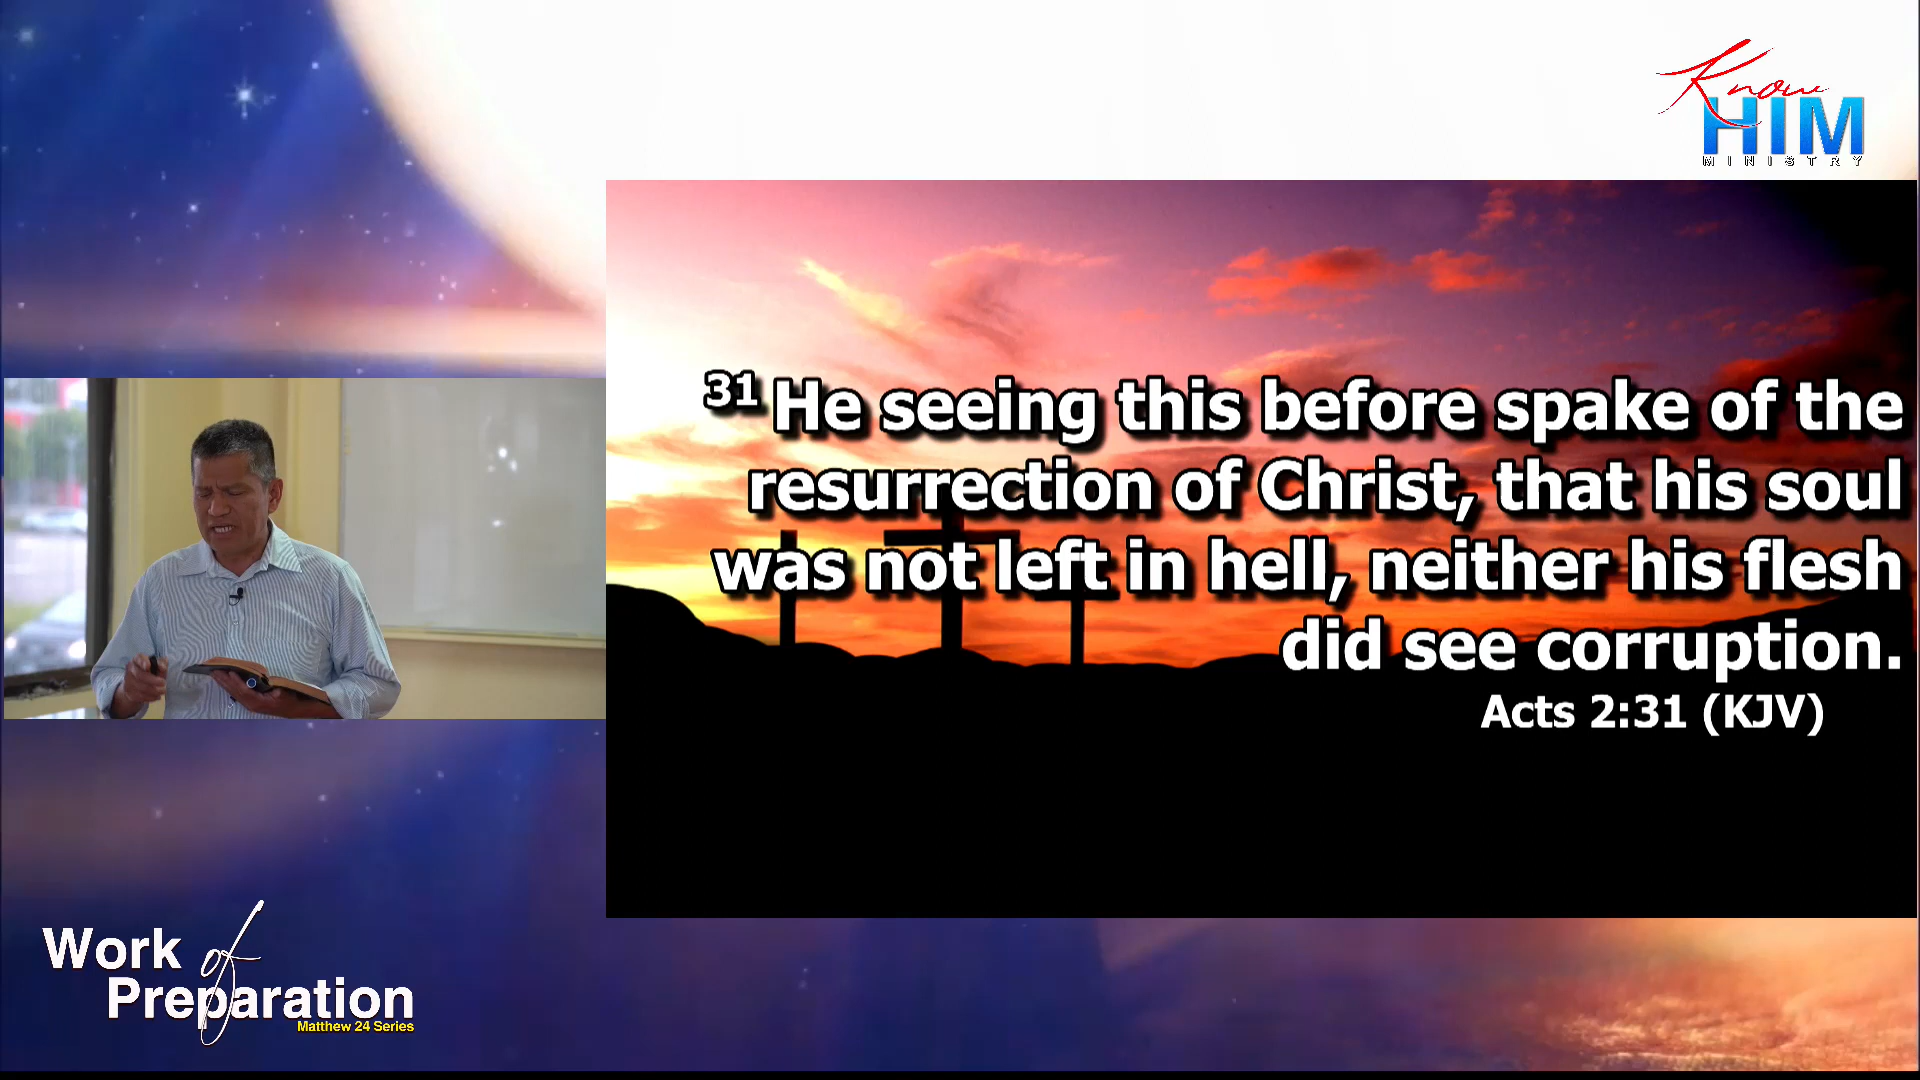 Know
HIM
MINISTRY
31 He seeing this before spake of the
resurrection of Christ, that his soul
was not left in hell, neither his flesh
did see corruption.
Acts 2:31 (KJV)
Work of
Preparation
Matthew 24 Series